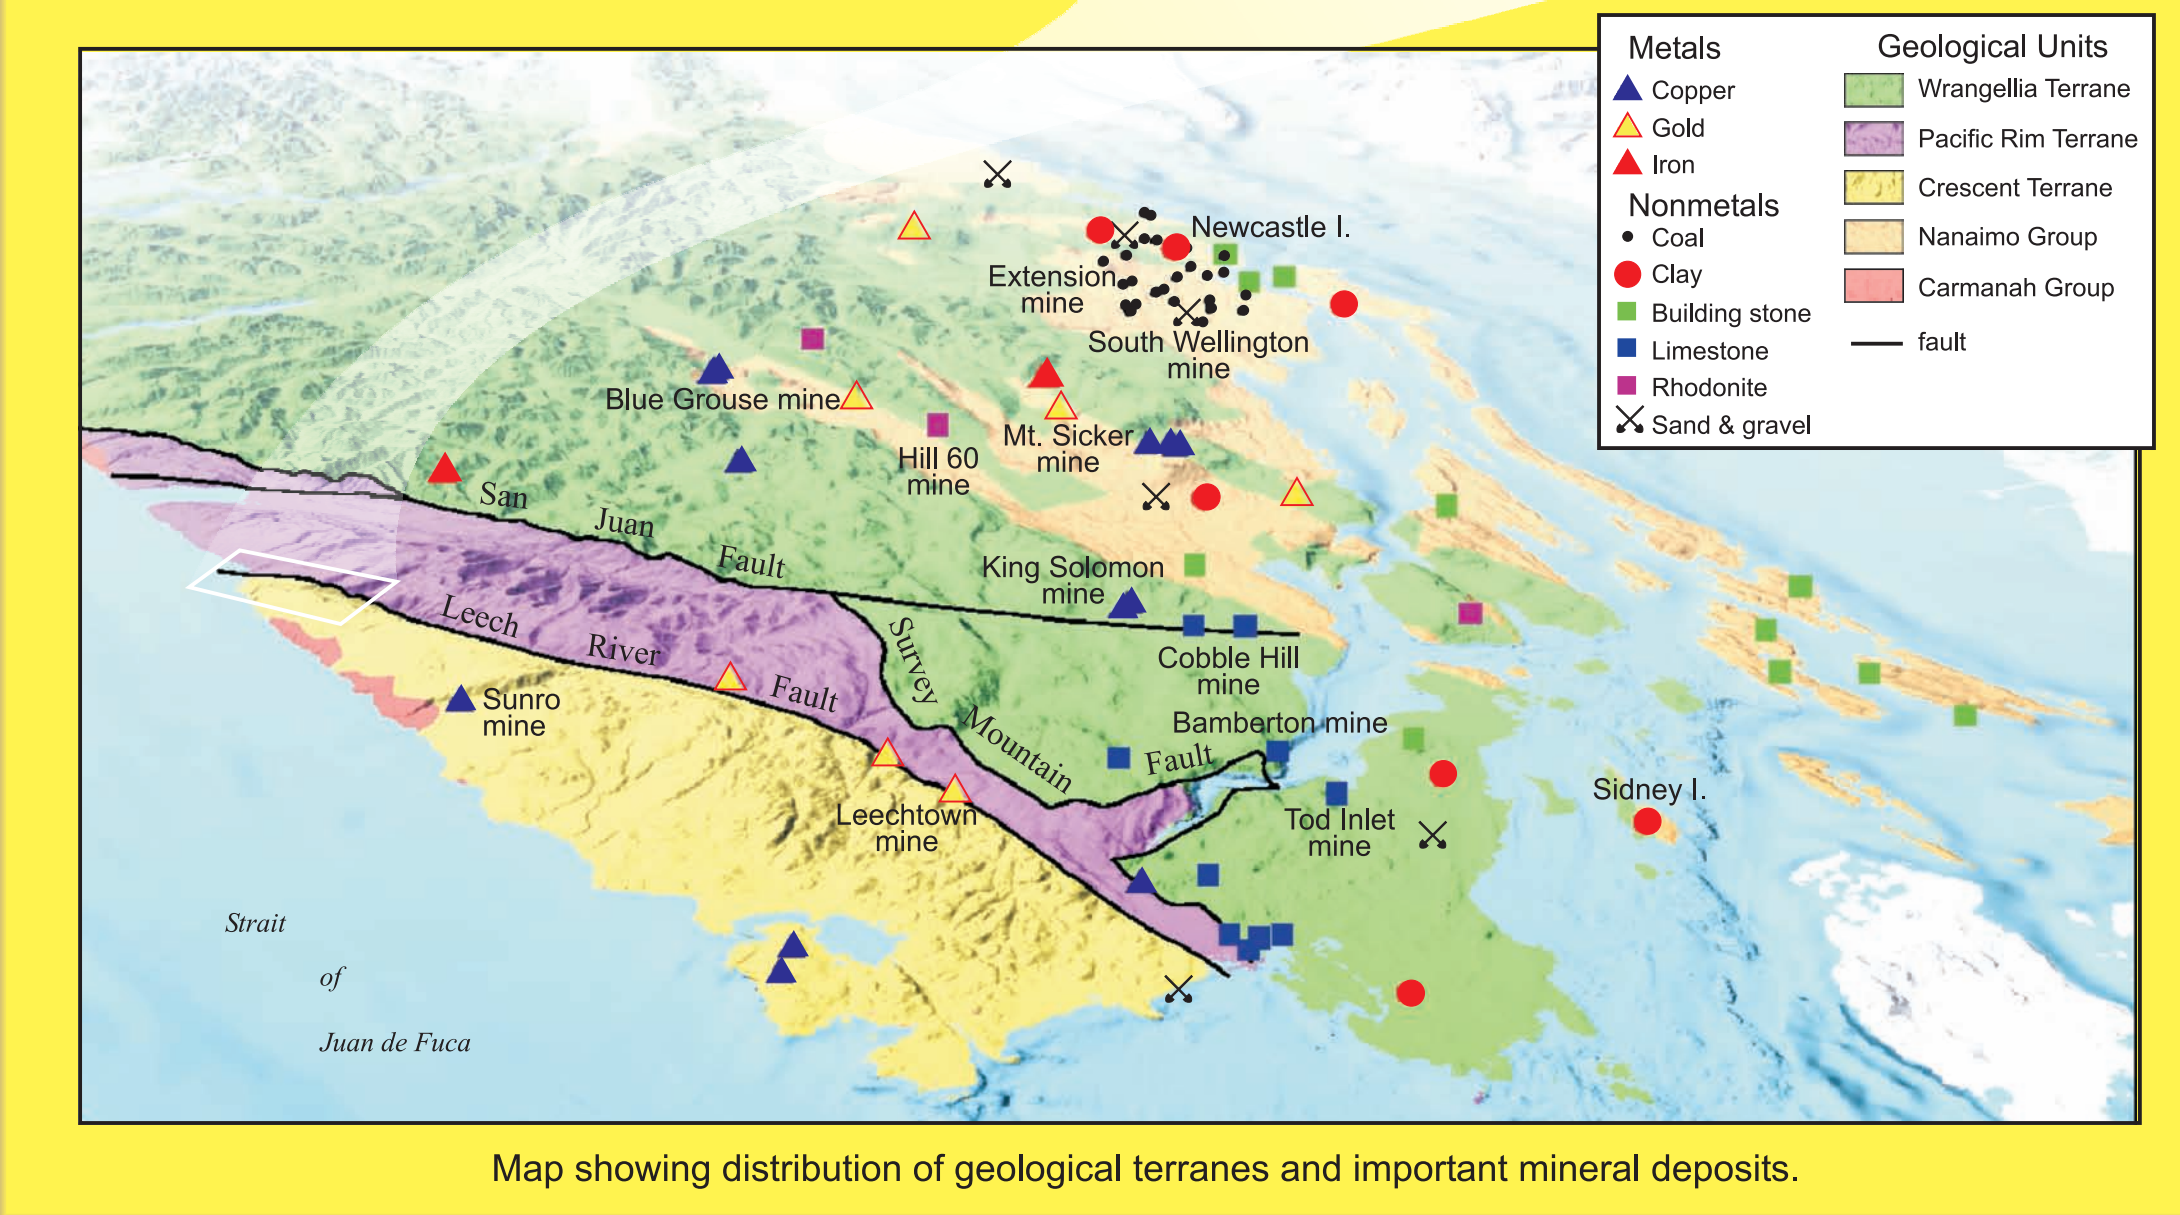 Metals
Copper
Gold
Iron
Nonmetals
Coal
Clay
Building stone
Limestone
Rhodonite
Sand & gravel
Geological Units
Wrangellia Terrane
Pacific Rim Terrane
Crescent Terrane
Nanaimo Group
Carmanah Group
fault
Newcastle I.
Extension
mine
South Wellington
mine
Blue Grouse mine
Hill 60
mine
Mt. Sicker
mine
San Juan Fault
King Solomon
mine
Leech River Fault
Survey Mountain Fault
Cobble Hill
mine
Sunro
mine
Bamberton mine
Leechtown
mine
Tod Inlet
mine
Sidney I.
Strait
of
Juan de Fuca
Map showing distribution of geological terranes and important mineral deposits.